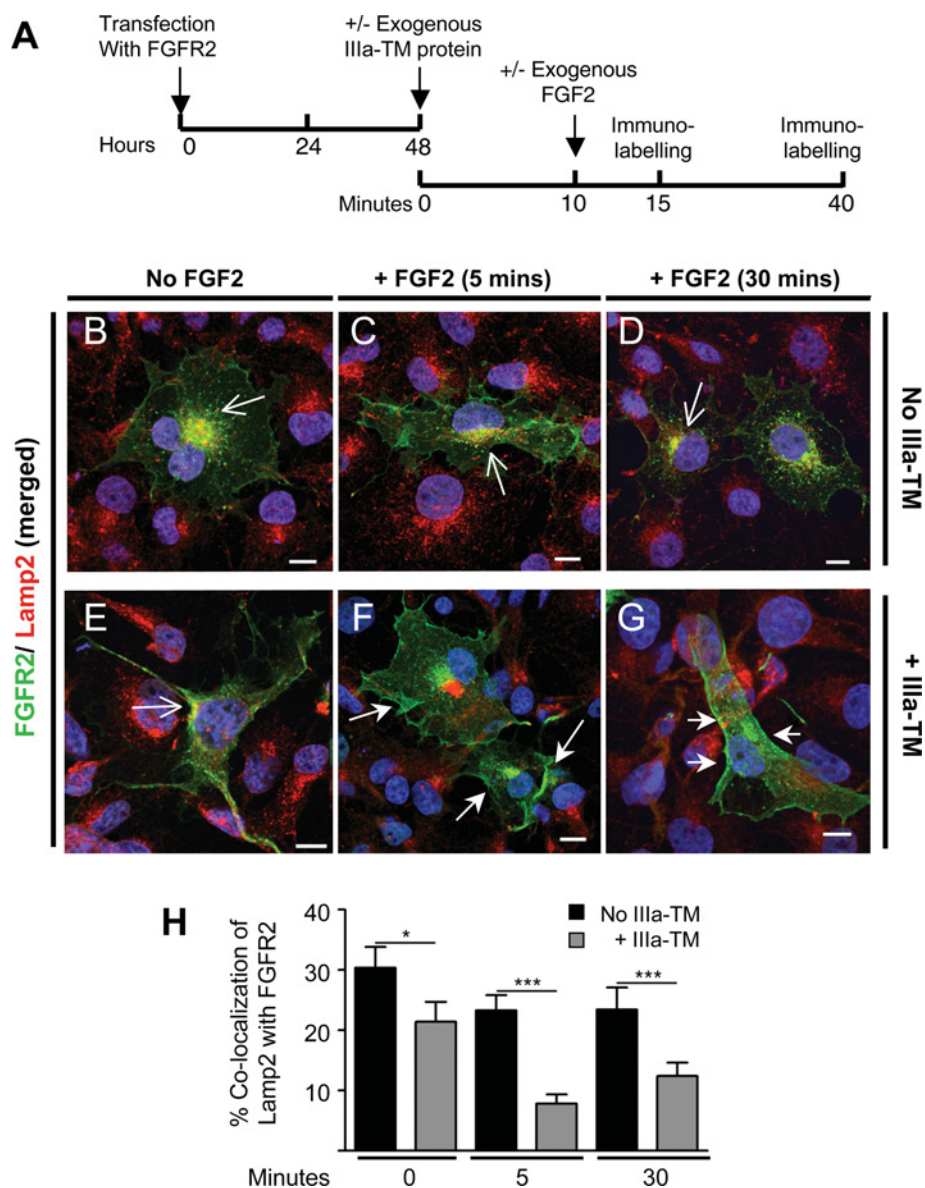 A
Transfection
With FGFR2
+/- Exogenous
IIIa-TM protein
+/- Exogenous
FGF2
Immuno-
labelling
Immuno-
labelling
Hours
0
24
48
Minutes
0
10
15
40
No FGF2
+ FGF2 (5 mins)
+ FGF2 (30 mins)
FGFR2/ Lamp2 (merged)
B
C
D
No IIIa-TM
E
F
G
+ IIIa-TM
H
% Co-localization of
Lamp2 with FGFR2
40
30
20
10
No IIIa-TM
+ IIIa-TM
*
***
***
Minutes
0
5
30